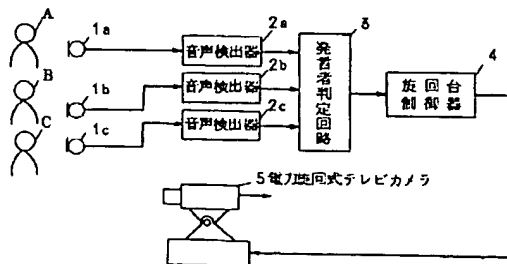 A
1a
音声検出器
2a
B
1b
音声検出器
2b
C
1c
音声検出器
2c
発言者判定回路
3
旋回台
制御器
4
5電力旋回式テレビカメラ